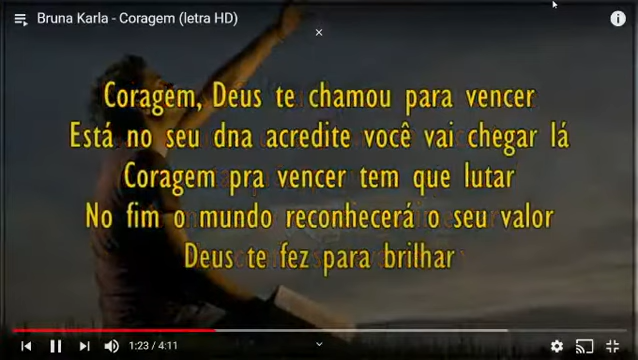 Bruna Karla - Coragem (letra HD)
Coragem, Deus te chamou para vencer
Está no seu dna acredite você vai chegar lá
Coragem pra vencer tem que lutar
No fim o mundo reconhecerá o seu valor
Deus te fez para brilhar
1:23 / 4:11